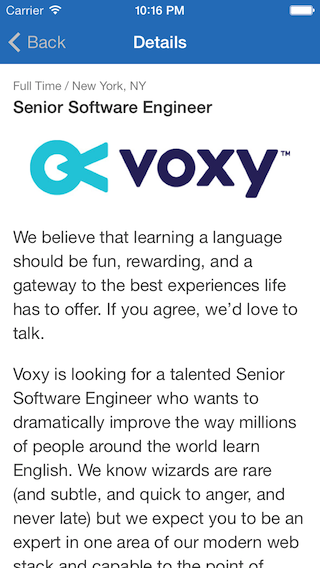 Carrier 10:16 PM
Back Details
Full Time / New York, NY
Senior Software Engineer
voxy™
We believe that learning a language
should be fun, rewarding, and a
gateway to the best experiences life
has to offer. If you agree, we'd love to
talk.
Voxy is looking for a talented Senior
Software Engineer who wants to
dramatically improve the way millions
of people around the world learn
English. We know wizards are rare
(and subtle, and quick to anger, and
never late) but we expect you to be an
expert in one area of our modern web
stack and capable to the point of